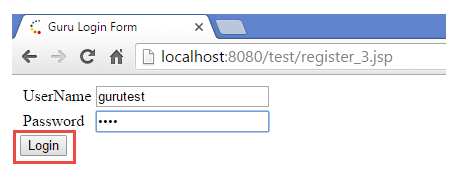 Guru Login Form
localhost:8080/test/register_3.jsp
UserName gurutest
Password ••••
Login